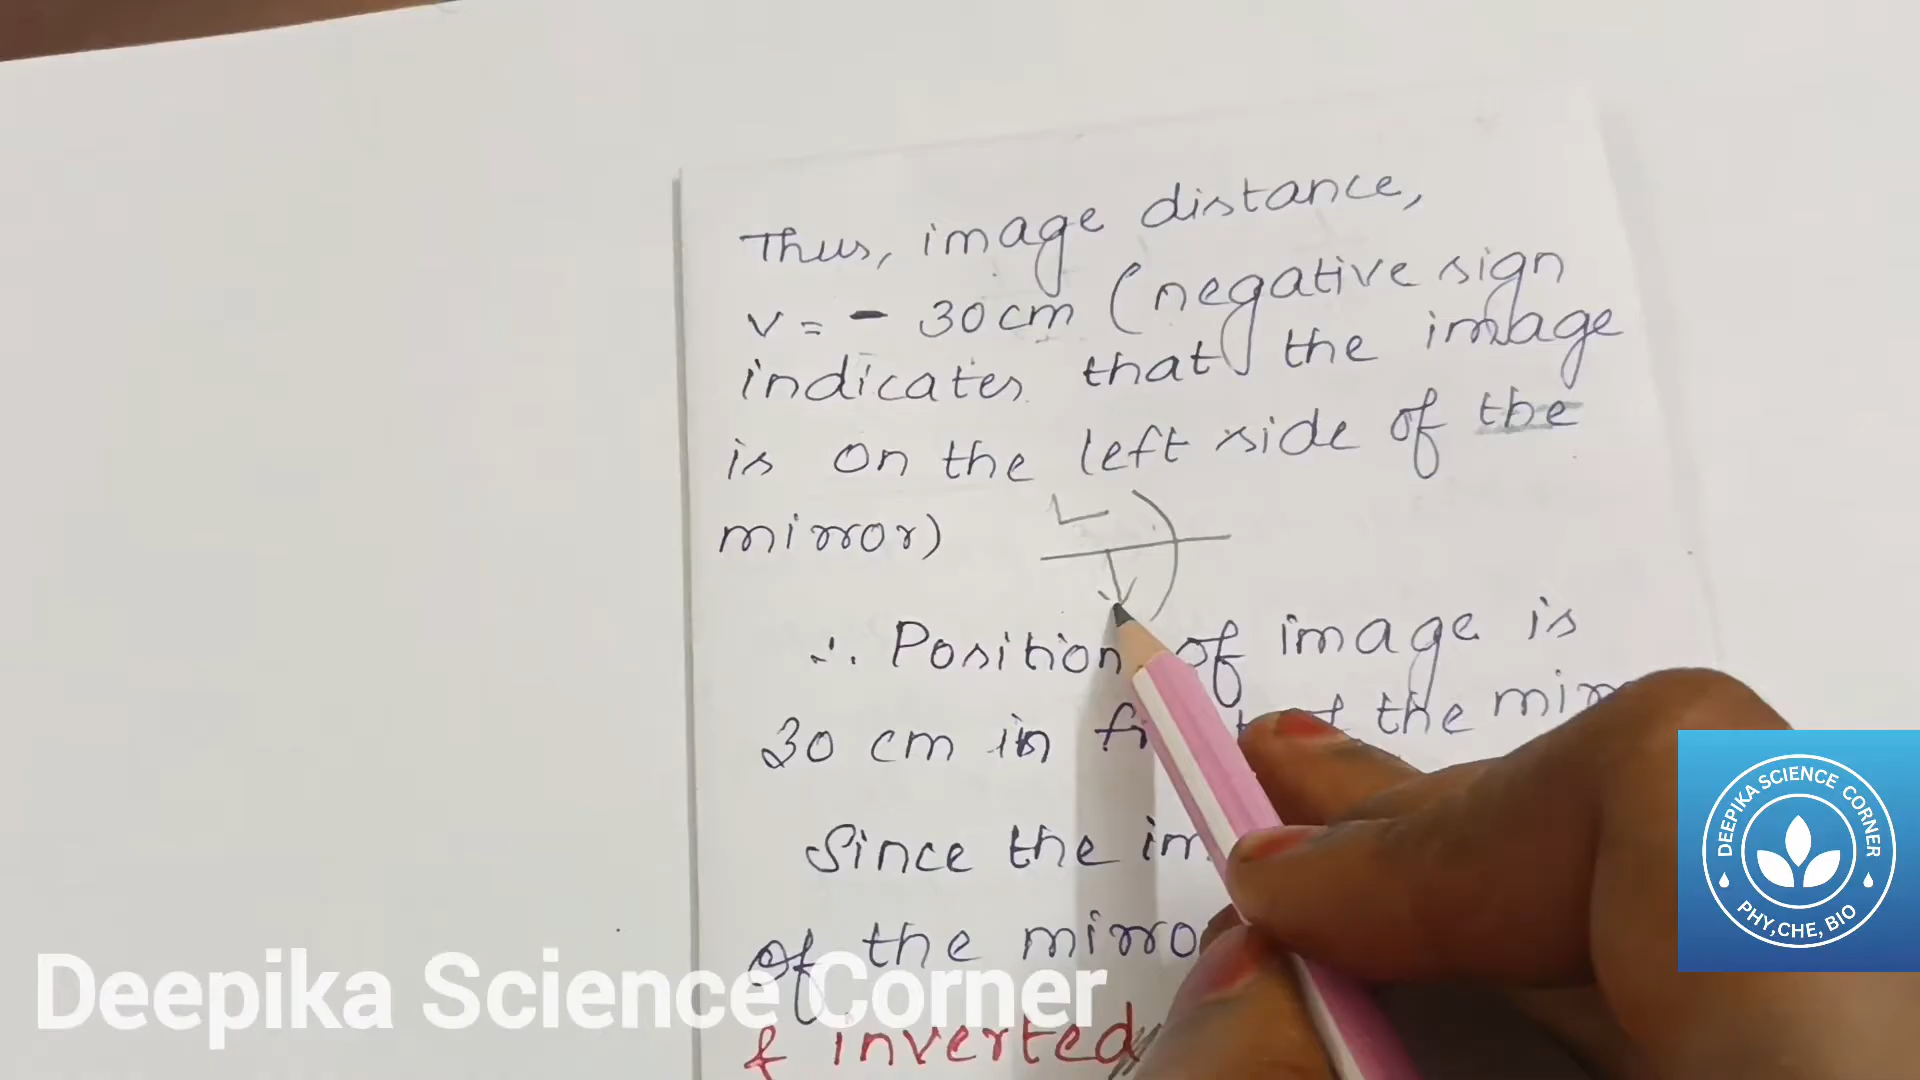 Thus, image distance,
v = - 30 cm (negative sign
indicates that the image
is on the left side of the
mirror)
L
∴ Position of image is
30 cm in the
Since the
of the
& inverted
Deepika Science Corner
DEEPIKA SCIENCE CORNER
PHY,CHE, BIO